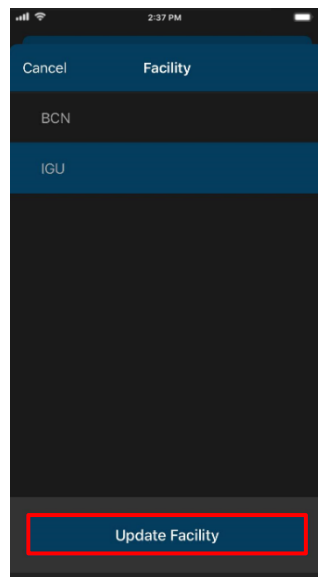 2:37 PM
Cancel Facility
BCN
IGU
Update Facility